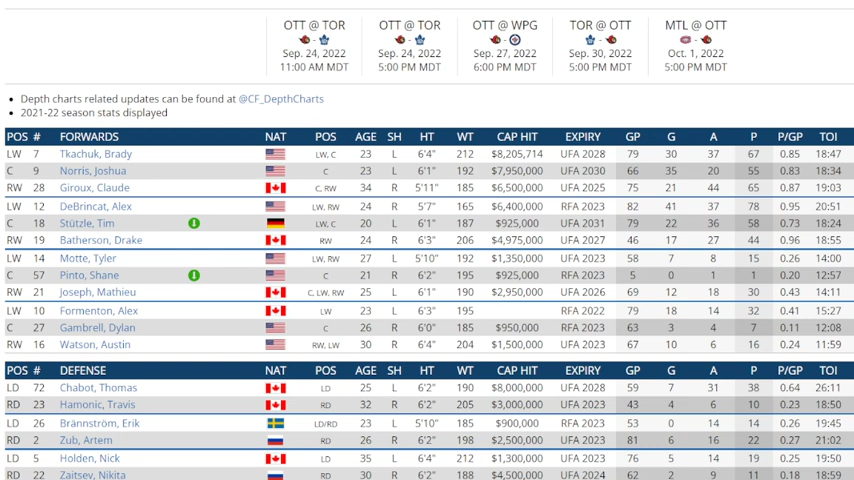 OTT @ TOR OTT @ TOR OTT @ WPG TOR @ OTT MTL @ OTT
Sep. 24, 2022 Sep. 24, 2022 Sep. 27, 2022 Sep. 30, 2022 Oct. 1, 2022
11:00 AM MDT 5:00 PM MDT 6:00 PM MDT 5:00 PM MDT 5:00 PM MDT
• Depth charts related updates can be found at @CF_DepthCharts
• 2021-22 season stats displayed
POS # FORWARDS NAT POS AGE SH HT WT CAP HIT EXPIRY GP G A P P/GP TOI
LW 7 Tkachuk, Brady LW, C 23 L 6'4" 212 $8,205,714 UFA 2028 79 30 37 67 0.85 18:47
C 9 Norris, Joshua C 23 L 6'1" 192 $7,950,000 UFA 2030 66 35 20 55 0.83 18:34
RW 28 Giroux, Claude C, RW 34 R 5'11" 185 $6,500,000 UFA 2025 75 21 44 65 0.87 19:03
LW 12 DeBrincat, Alex LW, RW 24 R 5'7" 165 $6,400,000 RFA 2023 82 41 37 78 0.95 20:51
C 18 Stützle, Tim LW, C 20 L 6'1" 187 $925,000 UFA 2031 79 22 36 58 0.73 18:24
RW 19 Batherson, Drake RW 24 R 6'3" 206 $4,975,000 UFA 2027 46 17 27 44 0.96 18:55
LW 14 Motte, Tyler LW, RW 27 L 5'10" 192 $1,350,000 UFA 2023 58 7 8 15 0.26 14:00
C 57 Pinto, Shane C 21 R 6'2" 195 $925,000 RFA 2023 5 0 1 1 0.20 12:57
RW 21 Joseph, Mathieu C, LW, RW 25 L 6'1" 190 $2,950,000 UFA 2026 69 12 18 30 0.43 14:11
LW 10 Formenton, Alex LW 23 L 6'3" 195 RFA 2022 79 18 14 32 0.41 15:27
C 27 Gambrell, Dylan C 26 R 6'0" 185 $950,000 RFA 2023 63 3 4 7 0.11 12:08
RW 16 Watson, Austin RW, LW 30 R 6'4" 204 $1,500,000 UFA 2023 67 10 6 16 0.24 11:59
POS # DEFENSE NAT POS AGE SH HT WT CAP HIT EXPIRY GP G A P P/GP TOI
LD 72 Chabot, Thomas LD 25 L 6'2" 190 $8,000,000 UFA 2028 59 7 31 38 0.64 26:11
RD 23 Hamonic, Travis RD 32 R 6'2" 205 $3,000,000 UFA 2023 43 4 6 10 0.23 18:50
LD 26 Brännström, Erik LD/RD 23 L 5'10" 185 $900,000 RFA 2023 53 0 14 14 0.26 19:45
RD 2 Zub, Artem RD 26 R 6'2" 198 $2,500,000 UFA 2023 81 6 16 22 0.27 21:02
LD 5 Holden, Nick LD 35 L 6'4" 212 $1,300,000 UFA 2023 76 5 14 19 0.25 19:50
RD 22 Zaitsev, Nikita RD 30 R 6'2" 188 $4,500,000 UFA 2024 62 2 9 11 0.18 18:59